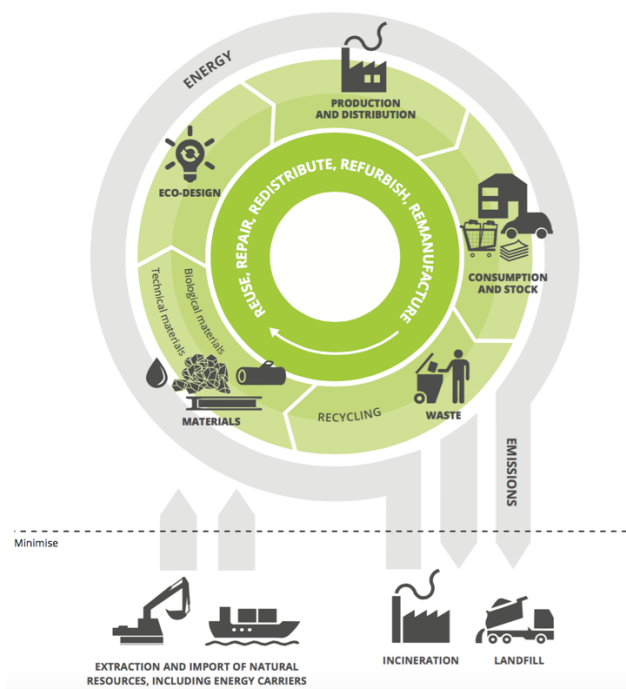 ENERGY
PRODUCTION
AND DISTRIBUTION
ECO-DESIGN
REUSE, REPAIR, REDISTRIBUTE, REFURBISH, REMANUFACTURE
CONSUMPTION
AND STOCK
Technical materials
Biological materials
MATERIALS
RECYCLING
WASTE
EMISSIONS
Minimise
EXTRACTION AND IMPORT OF NATURAL
RESOURCES, INCLUDING ENERGY CARRIERS
INCINERATION
LANDFILL